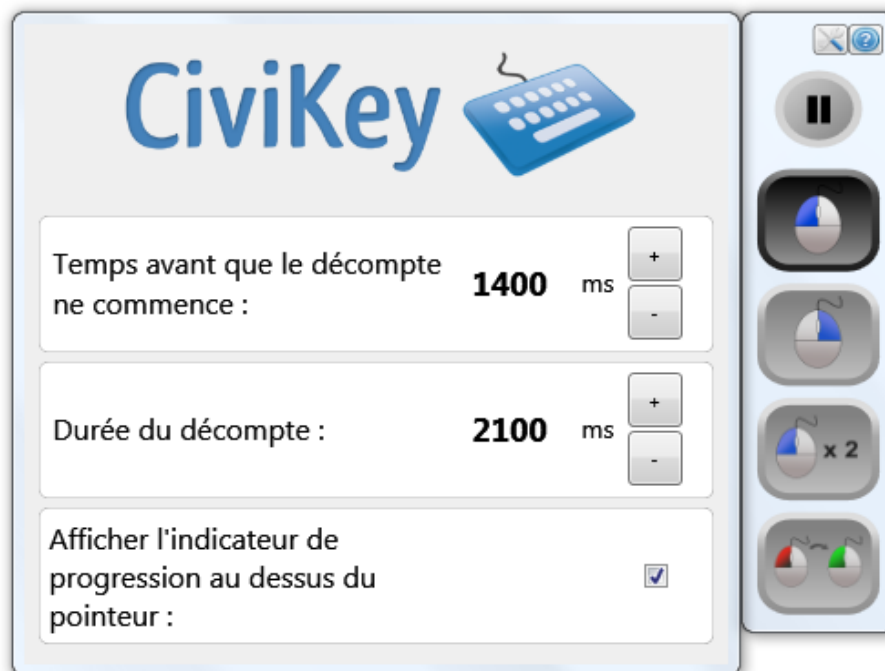 CiviKey
Temps avant que le décompte
ne commence :
1400 ms
+
-
Durée du décompte :
2100 ms
+
-
Afficher l'indicateur de
progression au dessus du
pointeur :
?
x 2